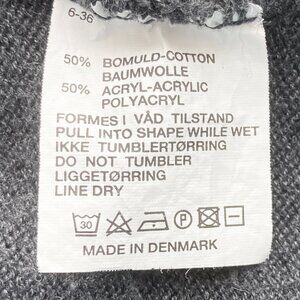 6-36
50% BOMULD-COTTON
BAUMWOLLE
50% ACRYL-ACRYLIC
POLYACRYL
FORMES I VÅD TILSTAND
PULL INTO SHAPE WHILE WET
IKKE TUMBLERTØRRING
DO NOT TUMBLER
LIGGETØRRING
LINE DRY
30 P
MADE IN DENMARK